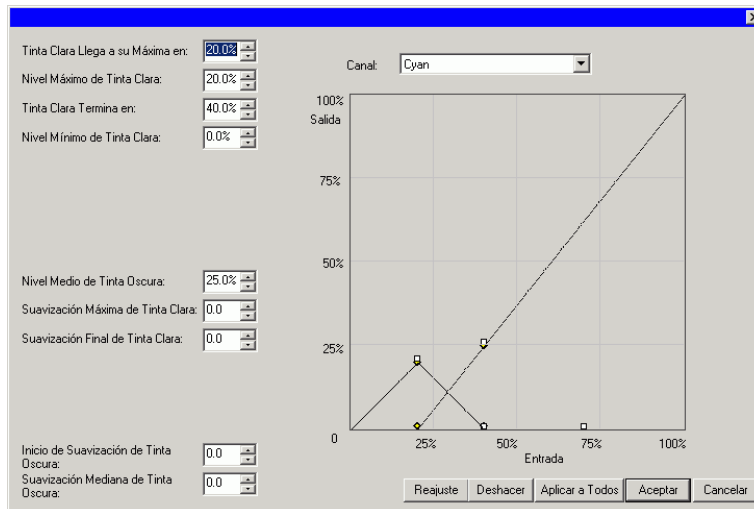 Tinta Clara Llega a su Máxima en: 20.0%
Nivel Máximo de Tinta Clara: 20.0%
Tinta Clara Termina en: 40.0%
Nivel Mínimo de Tinta Clara: 0.0%
Nivel Medio de Tinta Oscura: 25.0%
Suavización Máxima de Tinta Clara: 0.0
Suavización Final de Tinta Clara: 0.0
Inicio de Suavización de Tinta
Oscura: 0.0
Suavización Mediana de Tinta
Oscura: 0.0
Canal: Cyan
100%
Salida
75%
50%
25%
0
25% 50% 75% 100%
Entrada
Reajuste Deshacer Aplicar a Todos Aceptar Cancelar